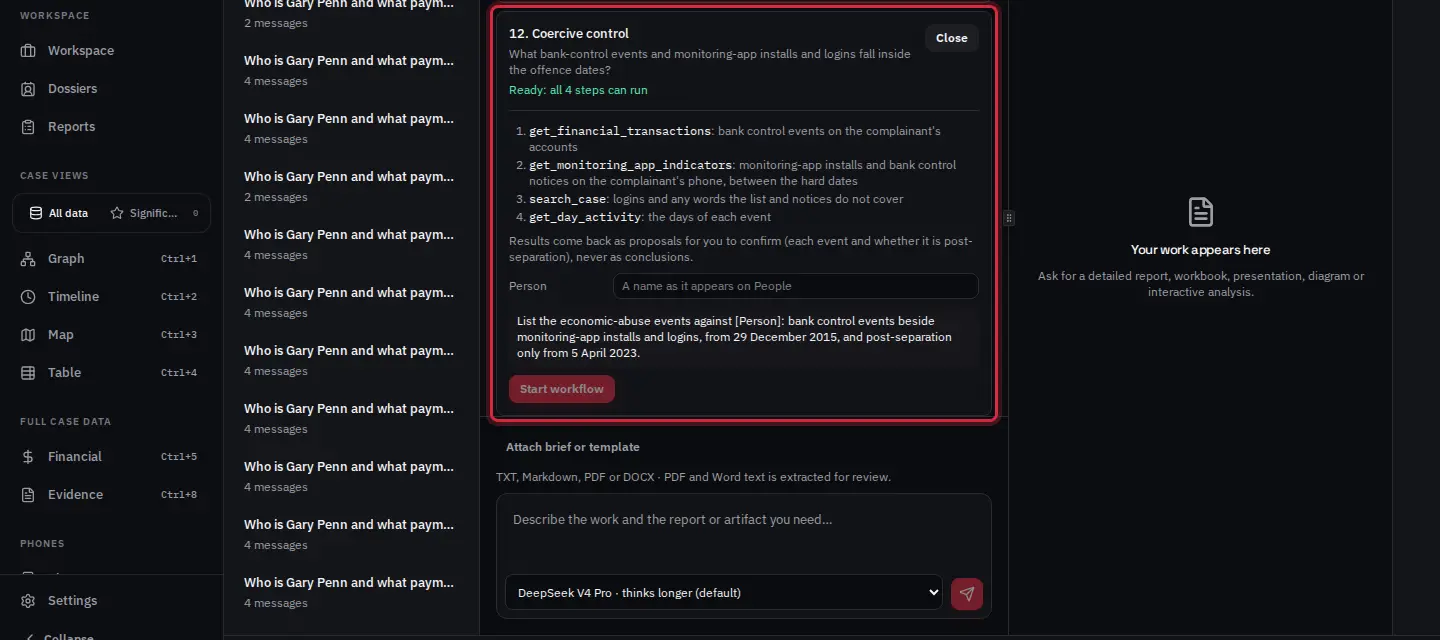 WORKSPACE
Workspace
Dossiers
Reports
CASE VIEWS
All data
Signific...
0
Graph
Ctrl+1
Timeline
Ctrl+2
Map
Ctrl+3
Table
Ctrl+4
FULL CASE DATA
Financial
Ctrl+5
Evidence
Ctrl+8
PHONES
Settings
Collapse
Who is Gary Penn and what paym...
2 messages
Who is Gary Penn and what paym...
4 messages
Who is Gary Penn and what paym...
4 messages
Who is Gary Penn and what paym...
2 messages
Who is Gary Penn and what paym...
4 messages
Who is Gary Penn and what paym...
4 messages
Who is Gary Penn and what paym...
4 messages
Who is Gary Penn and what paym...
4 messages
Who is Gary Penn and what paym...
4 messages
Who is Gary Penn and what paym...
4 messages
Who is Gary Penn and what paym...
4 messages
12. Coercive control
Close
What bank-control events and monitoring-app installs and logins fall inside
the offence dates?
Ready: all 4 steps can run
1. get_financial_transactions: bank control events on the complainant's
accounts
2. get_monitoring_app_indicators: monitoring-app installs and bank control
notices on the complainant's phone, between the hard dates
3. search_case: logins and any words the list and notices do not cover
4. get_day_activity: the days of each event
Results come back as proposals for you to confirm (each event and whether it is post-
separation), never as conclusions.
Person
A name as it appears on People
List the economic-abuse events against [Person]: bank control events beside
monitoring-app installs and logins, from 29 December 2015, and post-separation
only from 5 April 2023.
Start workflow
Attach brief or template
TXT, Markdown, PDF or DOCX · PDF and Word text is extracted for review.
Describe the work and the report or artifact you need...
DeepSeek V4 Pro · thinks longer (default)
Your work appears here
Ask for a detailed report, workbook, presentation, diagram or
interactive analysis.